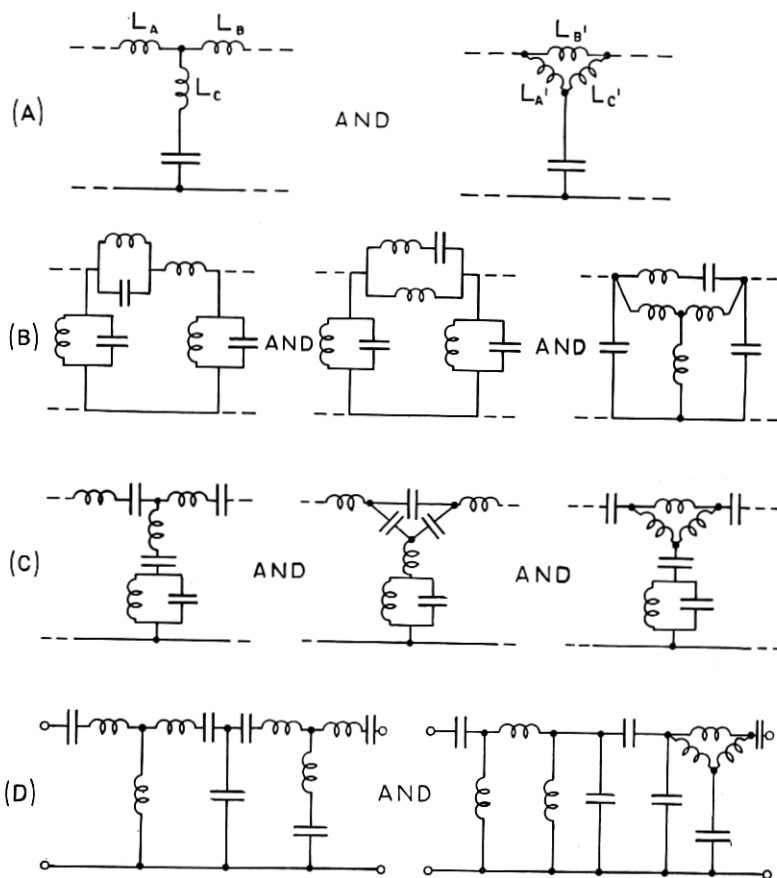 L_A L_B L_B'
L_C L_A' L_C'
(A) AND
(B) AND AND
(C) AND AND
(D) AND